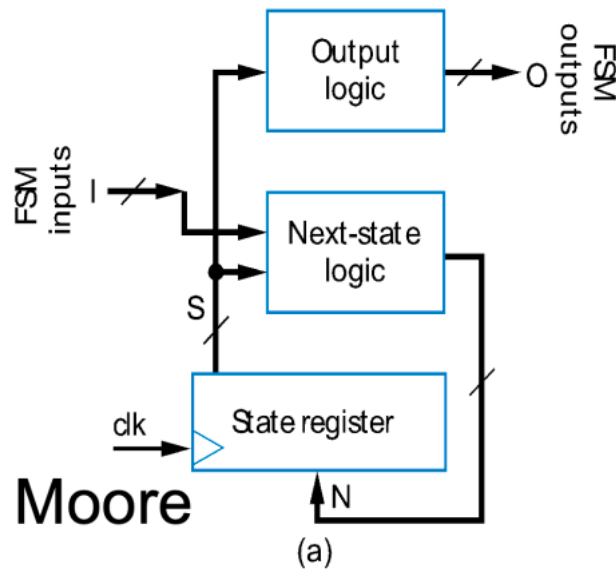 Output
logic
O
FSM
outputs
FSM
inputs
I
Next-state
logic
S
State register
clk
N
Moore
(a)